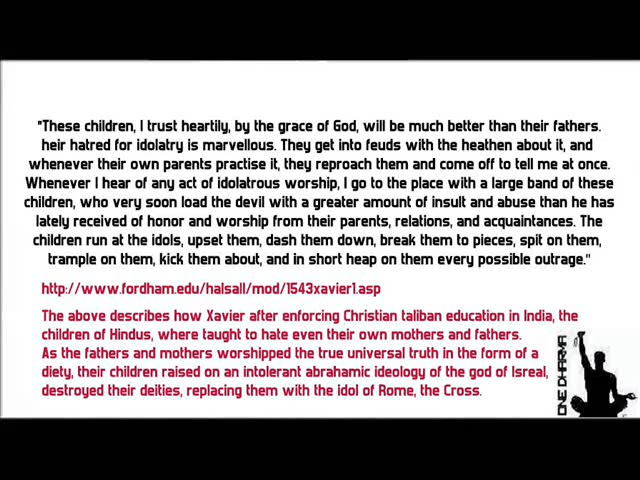 "These children, I trust heartily, by the grace of God, will be much better than their fathers.
heir hatred for idolatry is marvellous. They get into feuds with the heathen about it, and
whenever their own parents practise it, they reproach them and come off to tell me at once.
Whenever I hear of any act of idolatrous worship, I go to the place with a large band of these
children, who very soon load the devil with a greater amount of insult and abuse than he has
lately received of honor and worship from their parents, relations, and acquaintances. The
children run at the idols, upset them, dash them down, break them to pieces, spit on them,
trample on them, kick them about, and in short heap on them every possible outrage."
http://www.fordham.edu/halsall/mod/1543xavier1.asp
The above describes how Xavier after enforcing Christian taliban education in India, the
children of Hindus, where taught to hate even their own mothers and fathers.
As the fathers and mothers worshipped the true universal truth in the form of a
diety, their children raised on an intolerant abrahamic ideology of the god of Isreal,
destroyed their deities, replacing them with the idol of Rome, the Cross.
ONE DHARMA